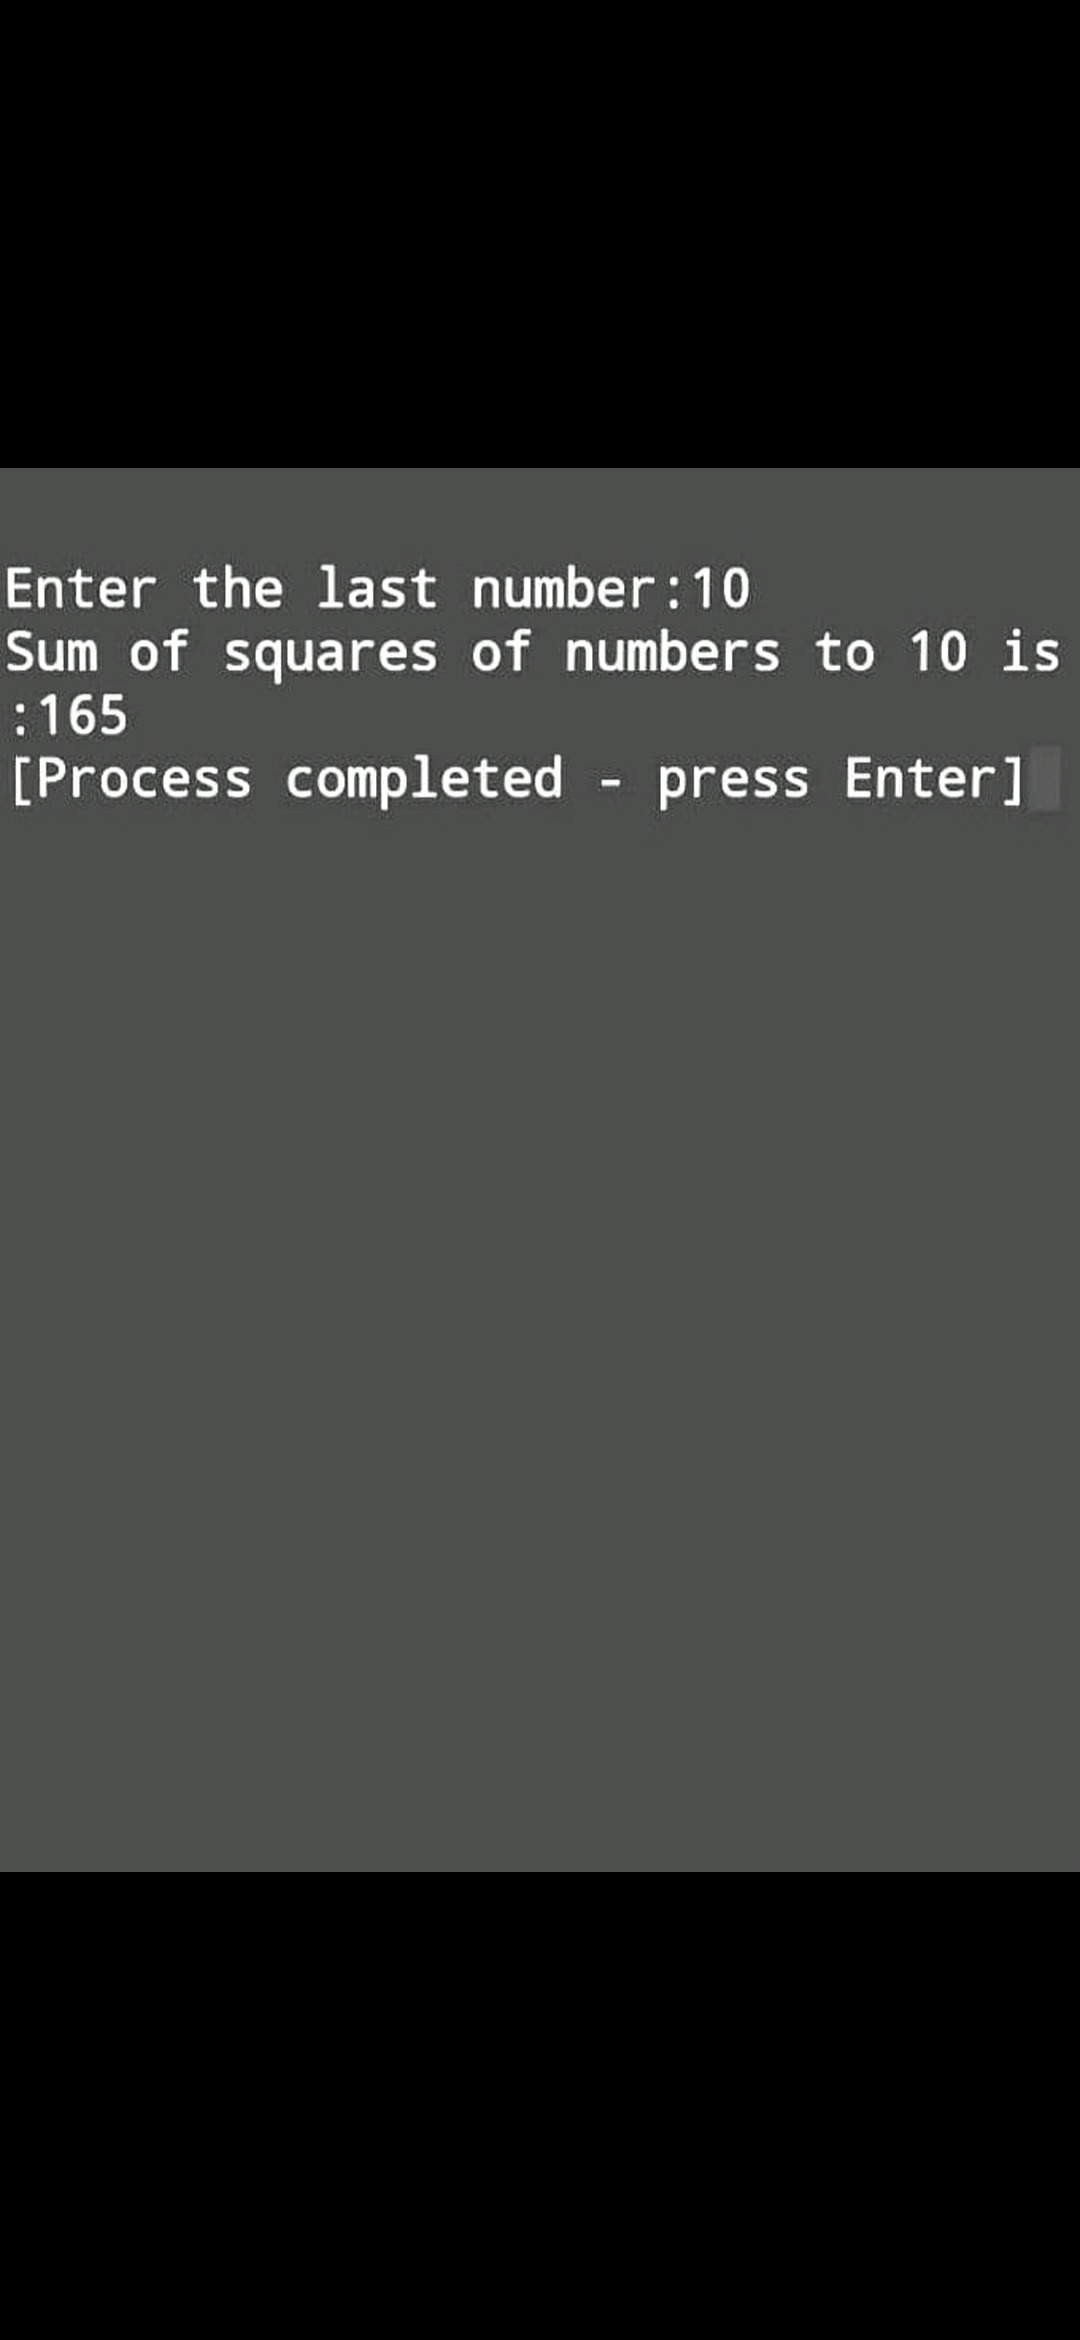 Enter the last number:10
Sum of squares of numbers to 10 is
:165
[Process completed - press Enter]